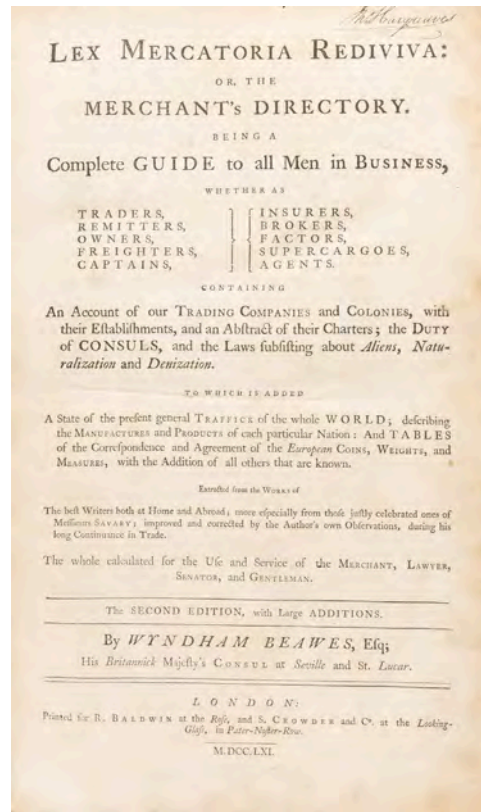 LEX MERCATORIA REDIVIVA:
OR, THE
MERCHANT's DIRECTORY.
BEING A
Complete GUIDE to all Men in BUSINESS,
WHETHER AS
TRADERS,
REMITTERS,
OWNERS,
FREIGHTERS,
CAPTAINS,
INSURERS,
BROKERS,
FACTORS,
SUPERCARGOES,
AGENTS.
CONTAINING
An Account of our TRADING COMPANIES and COLONIES, with
their Eſtabliſhments, and an Abſtract of their Charters; the DUTY
of CONSULS, and the Laws ſubſiſting about Aliens, Natu-
ralization and Denization.
TO WHICH IS ADDED
A State of the preſent general TRAFFICK of the whole WORLD; deſcribing
the MANUFACTURES and PRODUCTS of each particular Nation: And TABLES
of the Correſpondence and Agreement of the European COINS, WEIGHTS, and
MEASURES, with the Addition of all others that are known.
Extracted from the WORKS of
The beſt Writers both at Home and Abroad; more eſpecially from thoſe juſtly celebrated ones of
Meſſieurs SAVARY; improved and corrected by the Author's own Obſervations, during his
long Continuance in Trade.
The whole calculated for the Uſe and Service of the MERCHANT, LAWYER,
SENATOR, and GENTLEMAN.
The SECOND EDITION, with Large ADDITIONS.
By WYNDHAM BEAWES, Eſq;
His Britannick Majeſty's CONSUL at Seville and St. Lucar.
LONDON:
Printed for R. BALDWIN at the Roſe, and S. CROWDER and Co. at the Looking-
Glaſs, in Pater-Noſter-Row.
M.DCC.LXI.